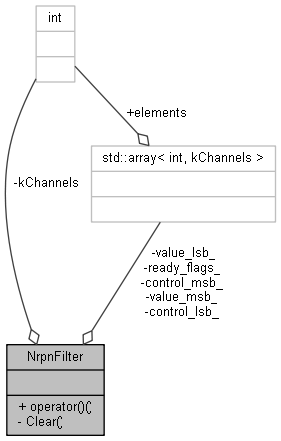 int
+elements
-kChannels
std::array< int, kChannels >
-value_lsb_
-ready_flags_
-control_msb_
-value_msb_
-control_lsb_
NrpnFilter
+ operator()(
- Clear(